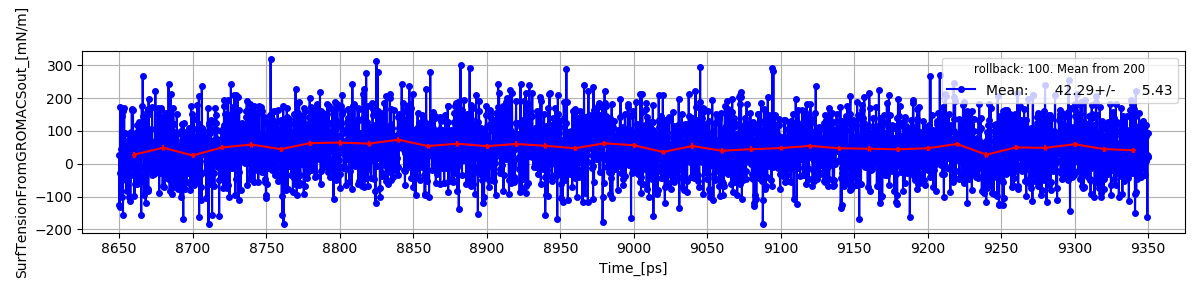 SurfTensionFromGROMACSout_[mN/m]
300
200
100
0
−100
−200
rollback: 100. Mean from 200
Mean: 42.29+/- 5.43
8650 8700 8750 8800 8850 8900 8950 9000 9050 9100 9150 9200 9250 9300 9350
Time_[ps]